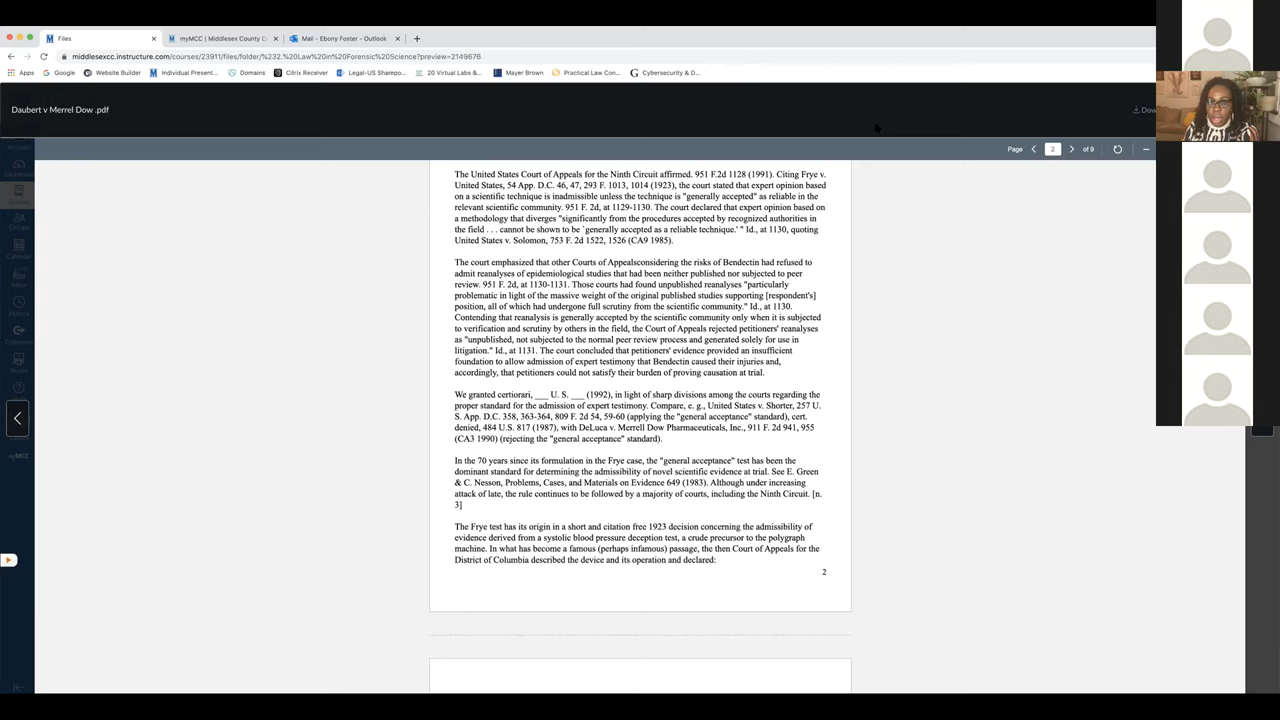 Files
myMCC | Middlesex County C
Mail – Ebony Foster – Outlook
middlesexcc.instructure.com/courses/23911/files/folder/%232.%20Law%20in%20Forensic%20Science?preview=2149676
Apps
Google
Website Builder
Individual Present...
Domains
Citrix Receiver
Legal-US Sharepo...
20 Virtual Labs &...
Mayer Brown
Practical Law Con...
Cybersecurity & D...
Daubert v Merrel Dow .pdf
Dow
Page 2 of 9
The United States Court of Appeals for the Ninth Circuit affirmed. 951 F.2d 1128 (1991). Citing Frye v.
United States, 54 App. D.C. 46, 47, 293 F. 1013, 1014 (1923), the court stated that expert opinion based
on a scientific technique is inadmissible unless the technique is "generally accepted" as reliable in the
relevant scientific community. 951 F. 2d, at 1129-1130. The court declared that expert opinion based on
a methodology that diverges "significantly from the procedures accepted by recognized authorities in
the field . . . cannot be shown to be `generally accepted as a reliable technique.' " Id., at 1130, quoting
United States v. Solomon, 753 F. 2d 1522, 1526 (CA9 1985).
The court emphasized that other Courts of Appealsconsidering the risks of Bendectin had refused to
admit reanalyses of epidemiological studies that had been neither published nor subjected to peer
review. 951 F. 2d, at 1130-1131. Those courts had found unpublished reanalyses "particularly
problematic in light of the massive weight of the original published studies supporting [respondent's]
position, all of which had undergone full scrutiny from the scientific community." Id., at 1130.
Contending that reanalysis is generally accepted by the scientific community only when it is subjected
to verification and scrutiny by others in the field, the Court of Appeals rejected petitioners' reanalyses
as "unpublished, not subjected to the normal peer review process and generated solely for use in
litigation." Id., at 1131. The court concluded that petitioners' evidence provided an insufficient
foundation to allow admission of expert testimony that Bendectin caused their injuries and,
accordingly, that petitioners could not satisfy their burden of proving causation at trial.
We granted certiorari, ___ U. S. ___ (1992), in light of sharp divisions among the courts regarding the
proper standard for the admission of expert testimony. Compare, e. g., United States v. Shorter, 257 U.
S. App. D.C. 358, 363-364, 809 F. 2d 54, 59-60 (applying the "general acceptance" standard), cert.
denied, 484 U.S. 817 (1987), with DeLuca v. Merrell Dow Pharmaceuticals, Inc., 911 F. 2d 941, 955
(CA3 1990) (rejecting the "general acceptance" standard).
In the 70 years since its formulation in the Frye case, the "general acceptance" test has been the
dominant standard for determining the admissibility of novel scientific evidence at trial. See E. Green
& C. Nesson, Problems, Cases, and Materials on Evidence 649 (1983). Although under increasing
attack of late, the rule continues to be followed by a majority of courts, including the Ninth Circuit. [n.
3]
The Frye test has its origin in a short and citation free 1923 decision concerning the admissibility of
evidence derived from a systolic blood pressure deception test, a crude precursor to the polygraph
machine. In what has become a famous (perhaps infamous) passage, the then Court of Appeals for the
District of Columbia described the device and its operation and declared:
2
myMCC